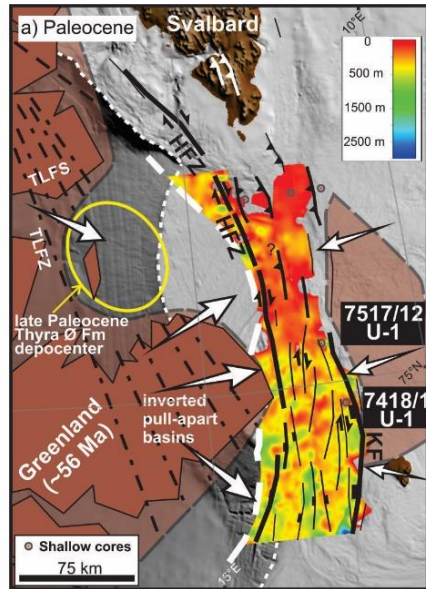 a) Paleocene
Svalbard
10°E
0
500 m
1500 m
2500 m
HFZ
HFZ
TLFS
TLFZ
?
late Paleocene
Thyra Ø Fm
depocenter
7517/12
U-1
75°N
7418/1
U-1
inverted
pull-apart
basins
Greenland
(~56 Ma)
KF
Shallow cores
75 km
15°E